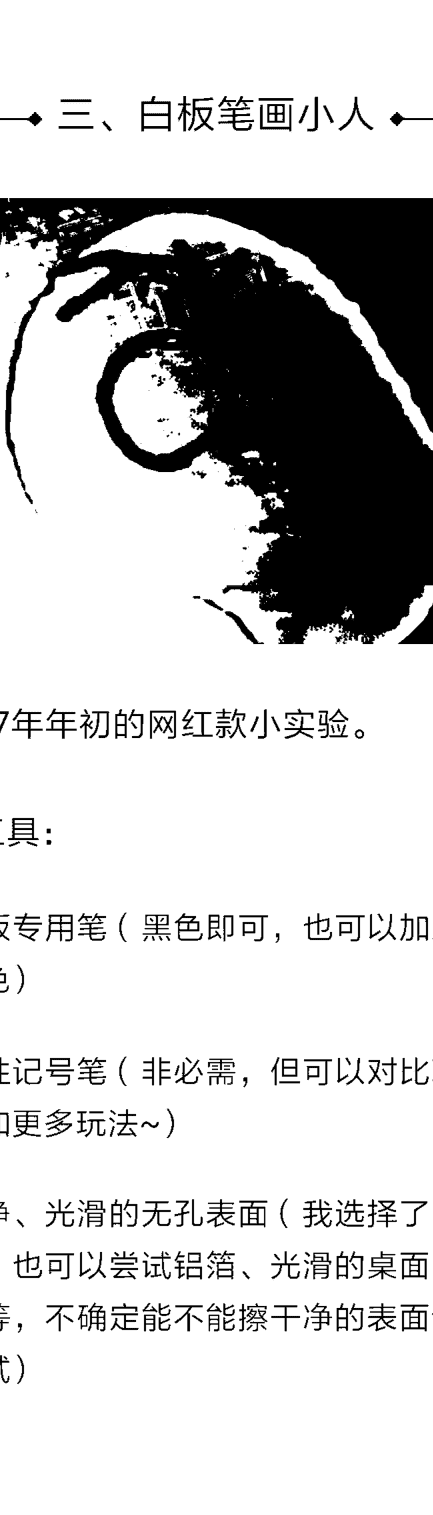 三、白板笔画小人
7年年初的网红款小实验。
工具:
板专用笔（黑色即可，也可以加
色）
性记号笔（非必需，但可以对比
加更多玩法~）
净、光滑的无孔表面（我选择了
，也可以尝试铝箔、光滑的桌面
等，不确定能不能擦干净的表面
试）